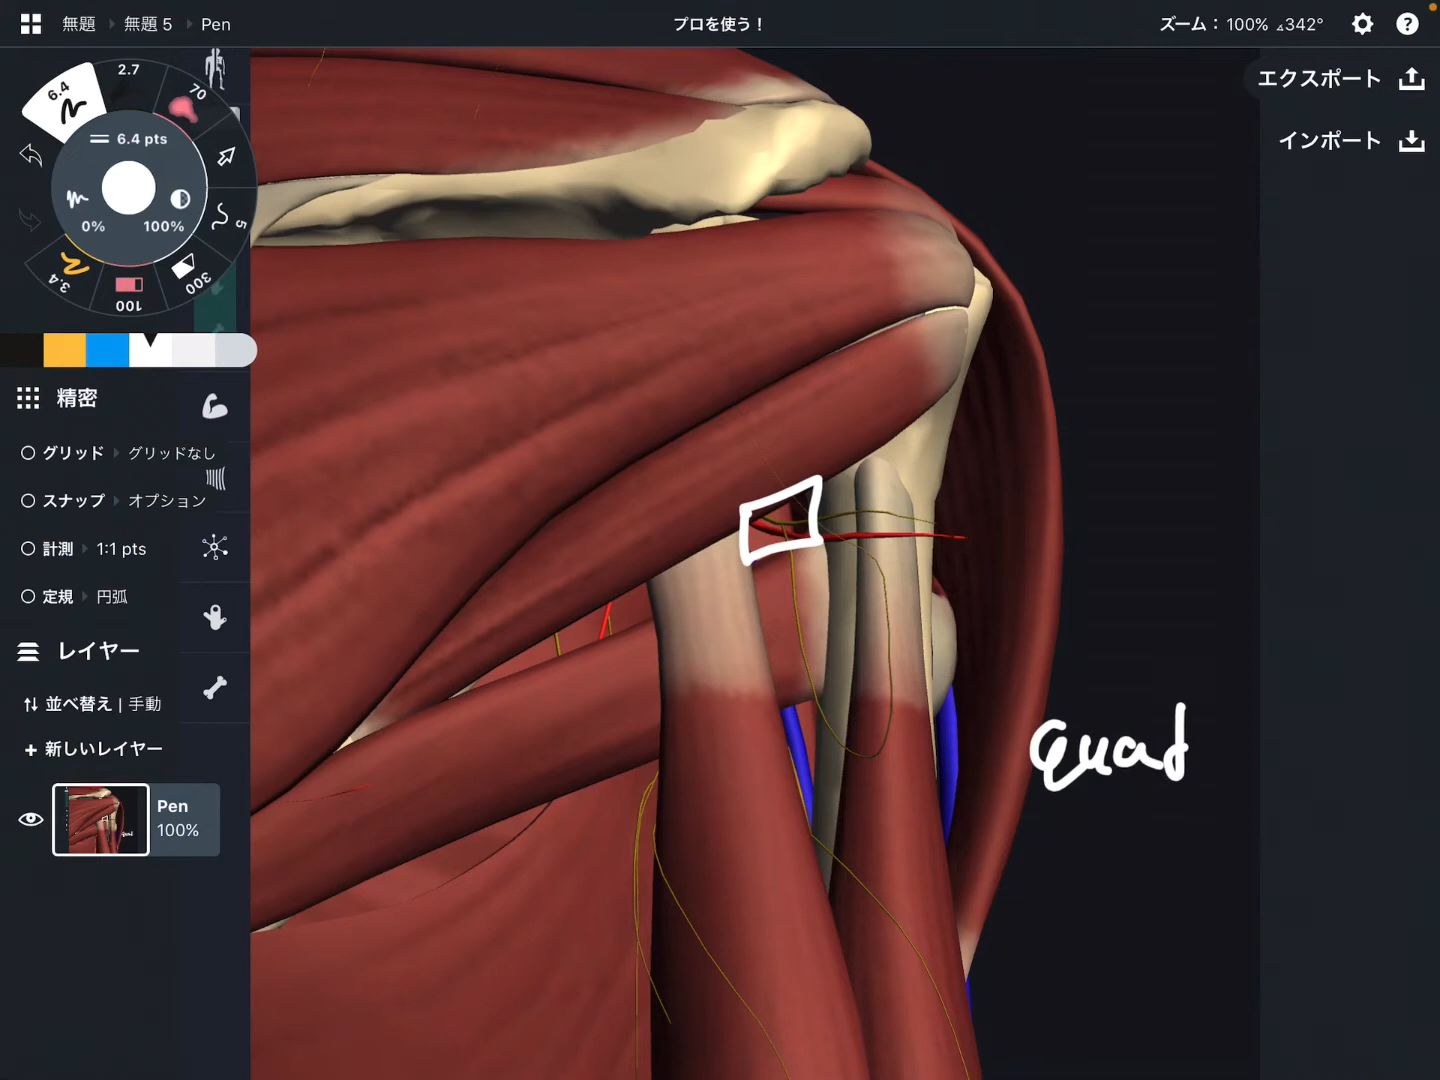 無題 無題 5 Pen
プロを使う！
ズーム： 100% ⦟342°
エクスポート
インポート
2.7
6.4
70
6.4 pts
0%
100%
5
300
100
3.4
精密
グリッド グリッドなし
スナップ オプション
計測 1:1 pts
定規 円弧
レイヤー
並べ替え | 手動
+ 新しいレイヤー
Pen
100%
quad